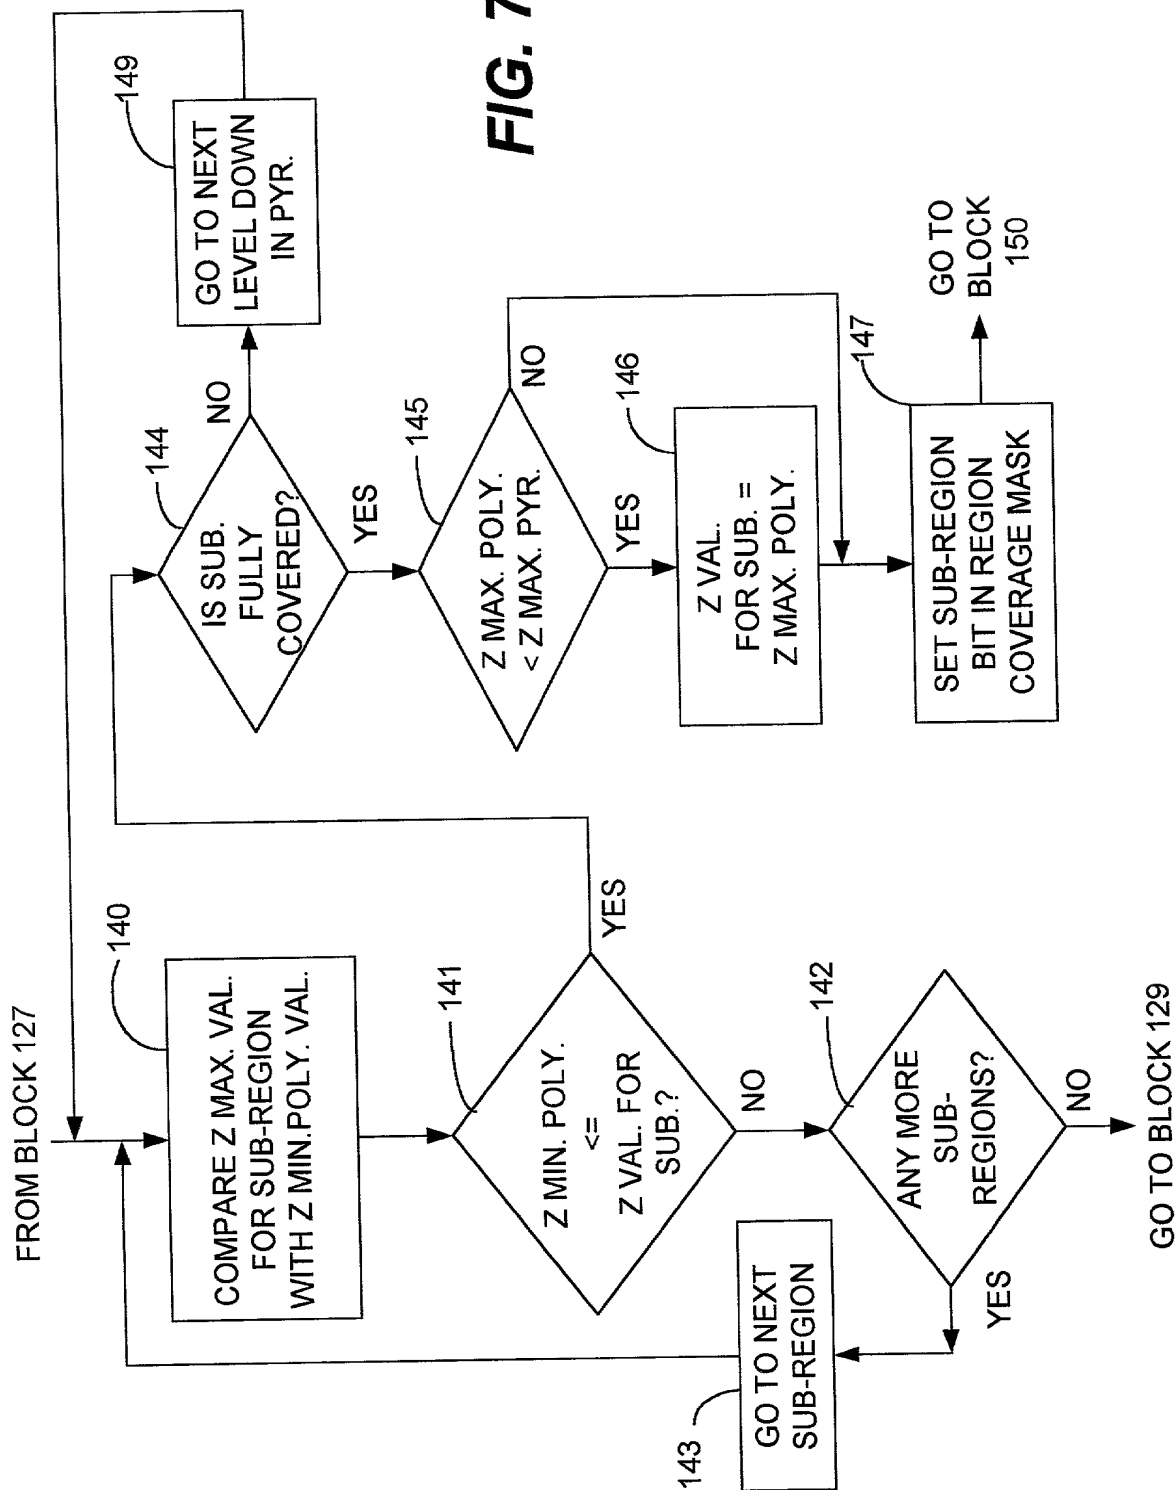 FROM BLOCK 127
140
COMPARE Z MAX. VAL.
FOR SUB-REGION
WITH Z MIN.POLY. VAL.
141
Z MIN. POLY.
<=
Z VAL. FOR
SUB.?
YES
NO
142
ANY MORE
SUB-
REGIONS?
YES
NO
143
GO TO NEXT
SUB-REGION
GO TO BLOCK 129
144
IS SUB.
FULLY
COVERED?
NO
YES
149
GO TO NEXT
LEVEL DOWN
IN PYR.
145
Z MAX. POLY.
< Z MAX. PYR.
NO
YES
146
Z VAL.
FOR SUB. =
Z MAX. POLY.
147
SET SUB-REGION
BIT IN REGION
COVERAGE MASK
GO TO
BLOCK
150
FIG. 7